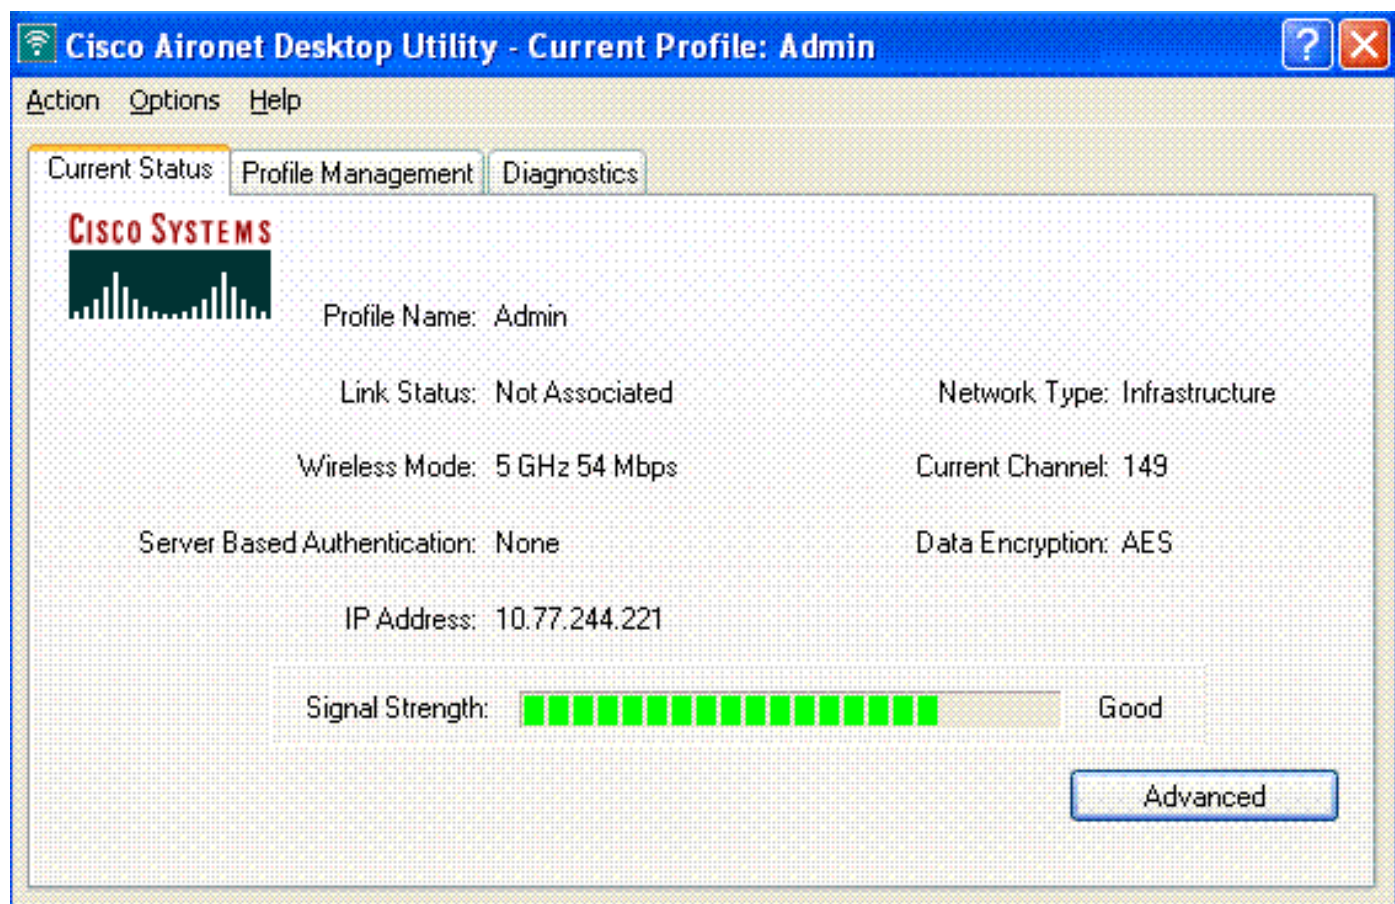 Cisco Aironet Desktop Utility - Current Profile: Admin
Action Options Help
Current Status Profile Management Diagnostics
CISCO SYSTEMS
Profile Name: Admin
Link Status: Not Associated Network Type: Infrastructure
Wireless Mode: 5 GHz 54 Mbps Current Channel: 149
Server Based Authentication: None Data Encryption: AES
IP Address: 10.77.244.221
Signal Strength: Good
Advanced